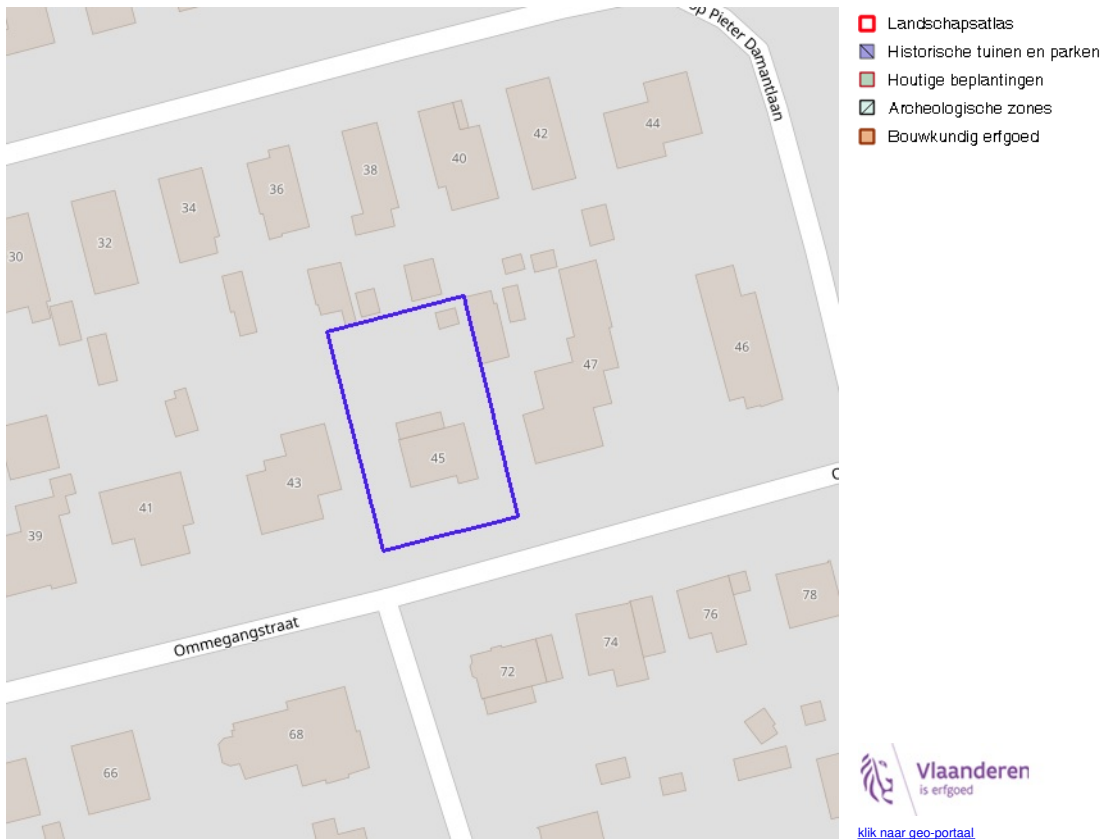 op Pieter Damantlaan
Landschapsatlas
Historische tuinen en parken
Houtige beplantingen
Archeologische zones
Bouwkundig erfgoed
44
42
40
38
36
34
32
30
46
47
45
43
41
39
Ommegangstraat
78
76
74
72
68
66
Vlaanderen
is erfgoed
klik naar geo-portaal